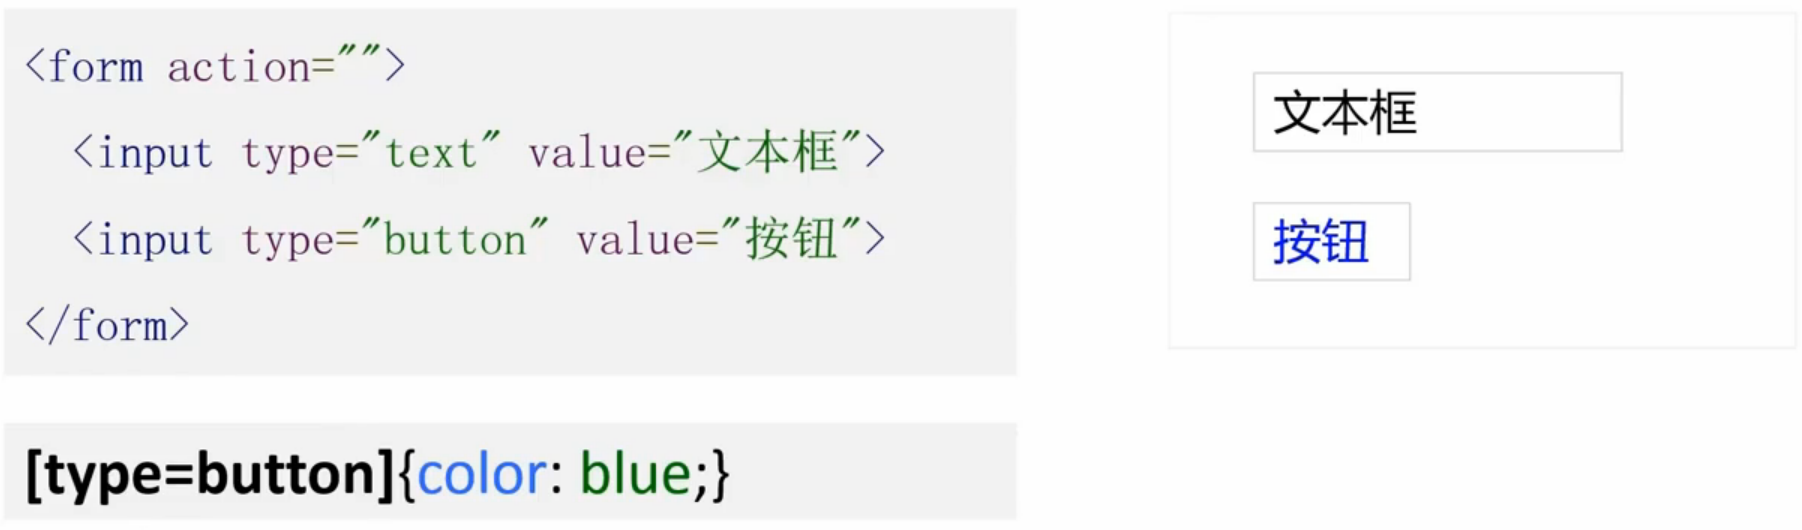 <form action="">
<input type="text" value="文本框">
<input type="button" value="按钮">
</form>
[type=button]{color: blue;}
文本框
按钮